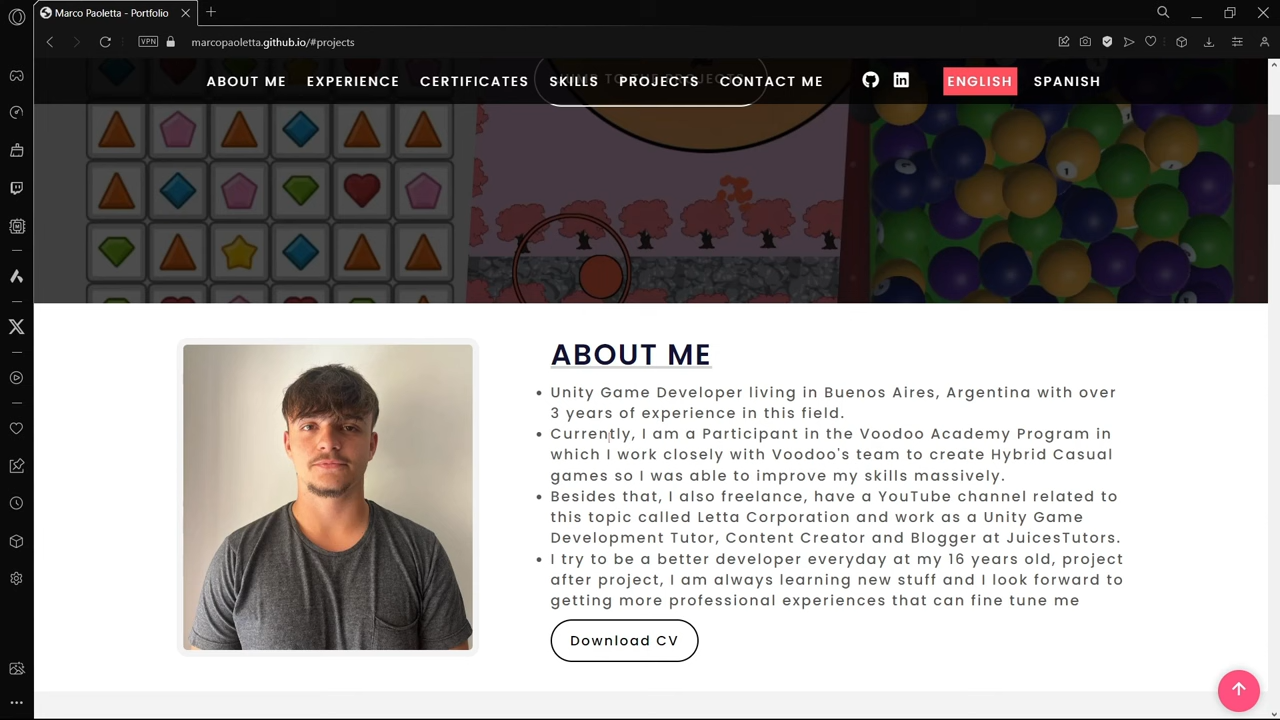 Marco Paoletta - Portfolio
VPN
marcopaoletta.github.io/#projects
ABOUT ME
EXPERIENCE
CERTIFICATES
SKILLS
PROJECTS
CONTACT ME
ENGLISH
SPANISH
ABOUT ME
• Unity Game Developer living in Buenos Aires, Argentina with over
3 years of experience in this field.
• Currently, I am a Participant in the Voodoo Academy Program in
which I work closely with Voodoo's team to create Hybrid Casual
games so I was able to improve my skills massively.
• Besides that, I also freelance, have a YouTube channel related to
this topic called Letta Corporation and work as a Unity Game
Development Tutor, Content Creator and Blogger at JuicesTutors.
• I try to be a better developer everyday at my 16 years old, project
after project, I am always learning new stuff and I look forward to
getting more professional experiences that can fine tune me
Download CV